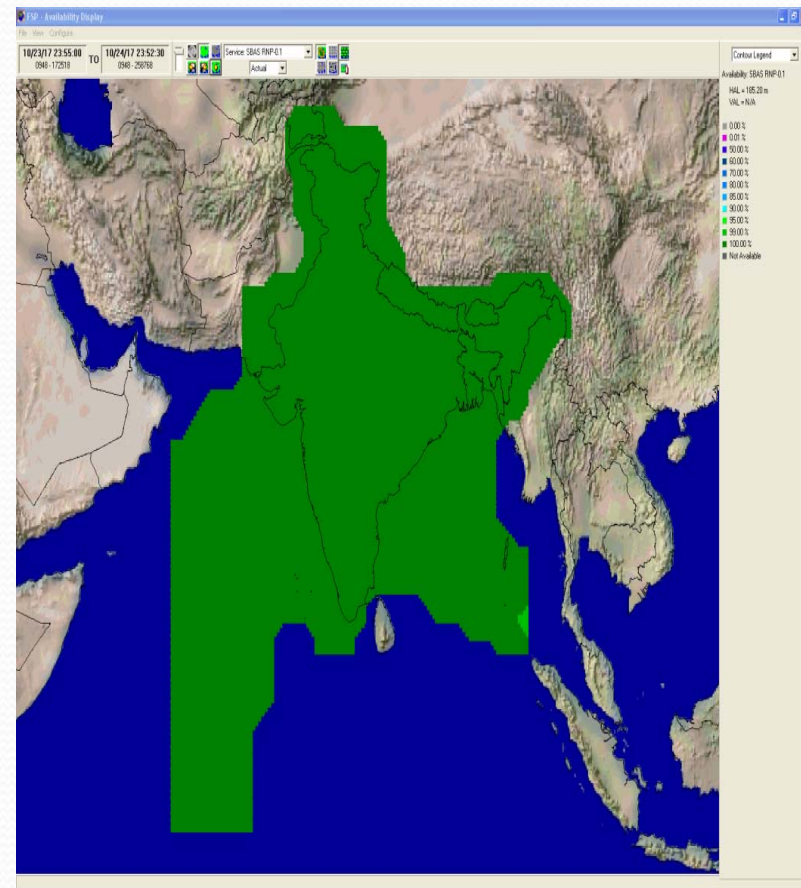 FSP - Availability Display
File View Configure
10/23/17 23:55:00
0948 - 172518
TO
10/24/17 23:52:30
0948 - 258768
Service: SBAS RNP-0.1
Actual
Contour Legend
Availability: SBAS RNP-0.1
HAL = 185.20 m
VAL = N/A
0.00 %
0.01 %
50.00 %
60.00 %
70.00 %
80.00 %
85.00 %
90.00 %
95.00 %
99.00 %
100.00 %
Not Available